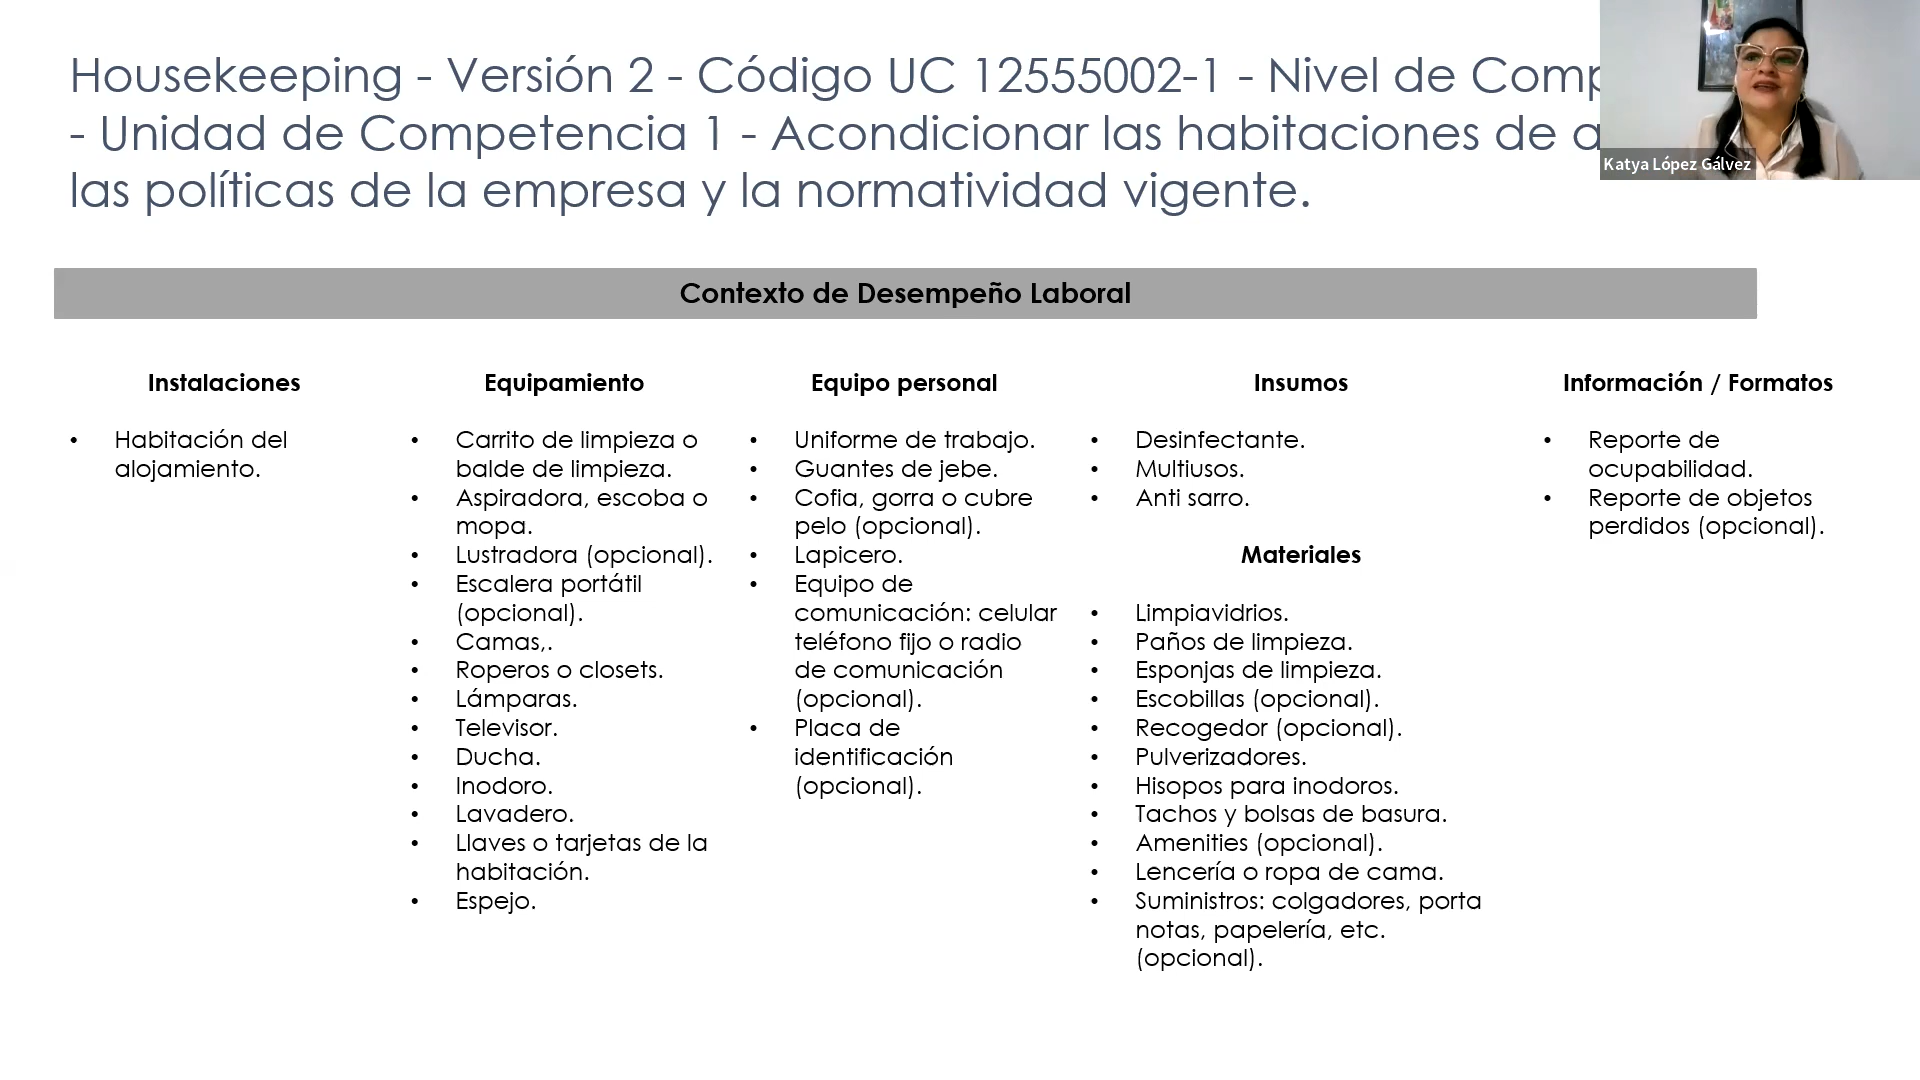 Housekeeping - Versión 2 - Código UC 12555002-1 - Nivel de
- Unidad de Competencia 1 - Acondicionar las habitaciones de
las políticas de la empresa y la normatividad vigente.
Katya López Gálvez
Contexto de Desempeño Laboral
Instalaciones
• Habitación del
alojamiento.
Equipamiento
• Carrito de limpieza o
balde de limpieza.
• Aspiradora, escoba o
mopa.
• Lustradora (opcional).
• Escalera portátil
(opcional).
• Camas,.
• Roperos o closets.
• Lámparas.
• Televisor.
• Ducha.
• Inodoro.
• Lavadero.
• Llaves o tarjetas de la
habitación.
• Espejo.
Equipo personal
• Uniforme de trabajo.
• Guantes de jebe.
• Cofia, gorra o cubre
pelo (opcional).
• Lapicero.
• Equipo de
comunicación: celular
teléfono fijo o radio
de comunicación
(opcional).
• Placa de
identificación
(opcional).
Insumos
• Desinfectante.
• Multiusos.
• Anti sarro.
Materiales
• Limpiavidrios.
• Paños de limpieza.
• Esponjas de limpieza.
• Escobillas (opcional).
• Recogedor (opcional).
• Pulverizadores.
• Hisopos para inodoros.
• Tachos y bolsas de basura.
• Amenities (opcional).
• Lencería o ropa de cama.
• Suministros: colgadores, porta
notas, papelería, etc.
(opcional).
Información / Formatos
• Reporte de
ocupabilidad.
• Reporte de objetos
perdidos (opcional).